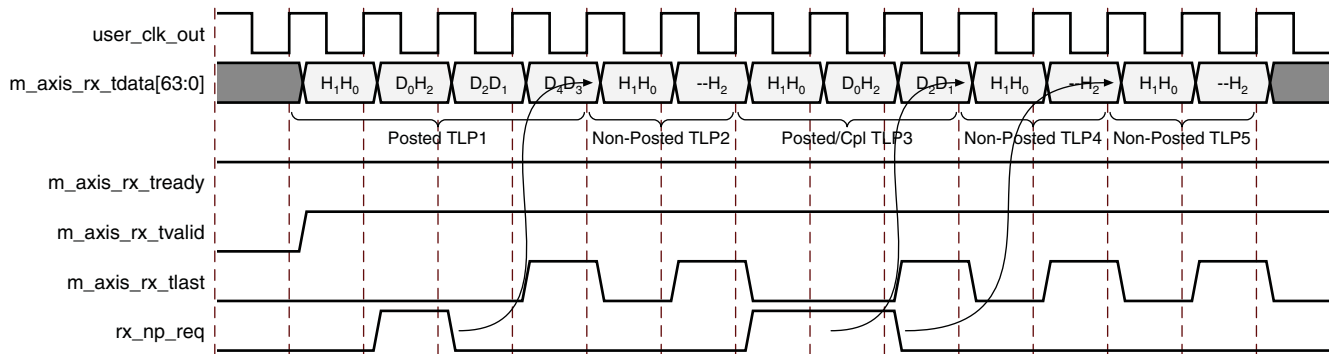 user_clk_out
m_axis_rx_tdata[63:0] H₁H₀ D₀H₂ D₂D₁ D₄D₃ H₁H₀ --H₂ H₁H₀ D₀H₂ D₂D₁ H₁H₀ --H₂ H₁H₀ --H₂
Posted TLP1 Non-Posted TLP2 Posted/Cpl TLP3 Non-Posted TLP4 Non-Posted TLP5
m_axis_rx_tready
m_axis_rx_tvalid
m_axis_rx_tlast
rx_np_req